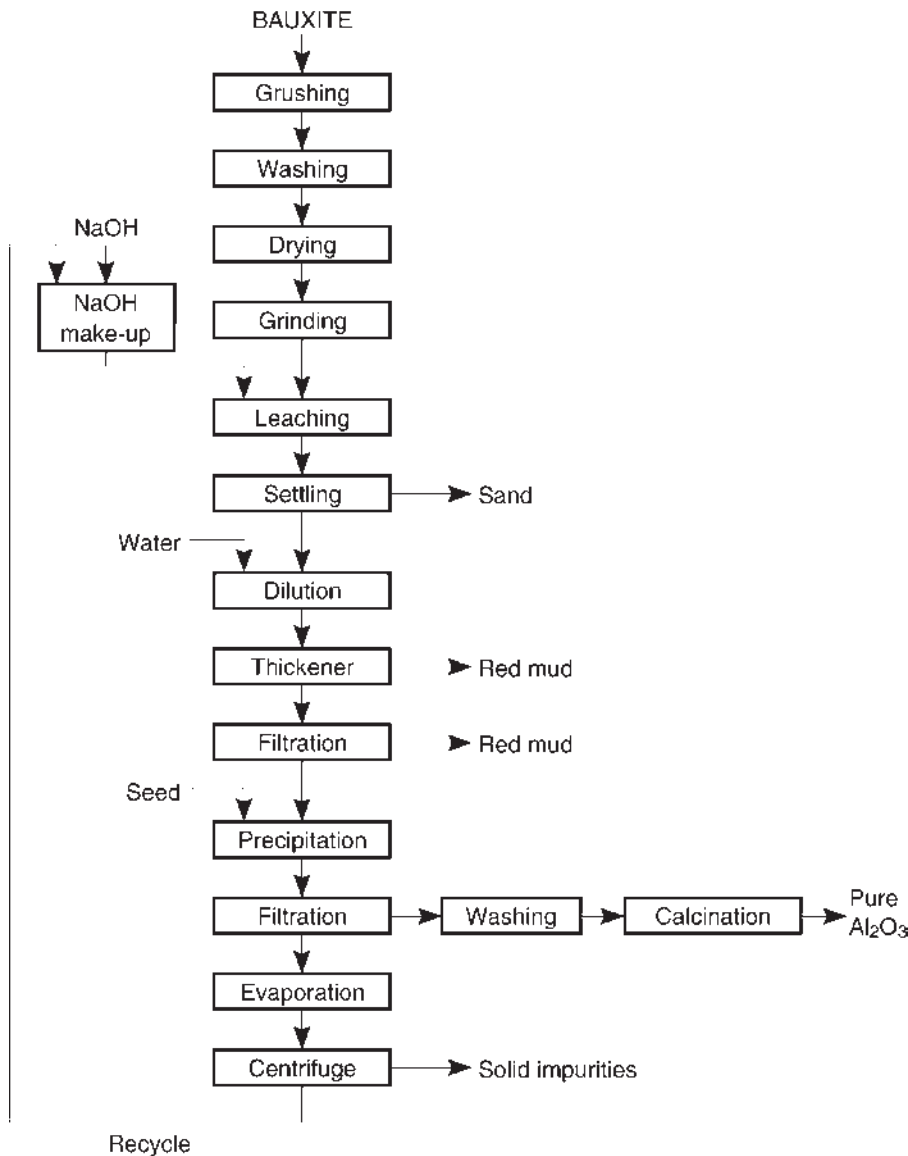 BAUXITE
Grushing
Washing
NaOH
Drying
NaOH
make-up
Grinding
Leaching
Settling
Sand
Water
Dilution
Thickener
Red mud
Filtration
Red mud
Seed
Precipitation
Filtration
Washing
Calcination
Pure
Al₂O₃
Evaporation
Centrifuge
Solid impurities
Recycle